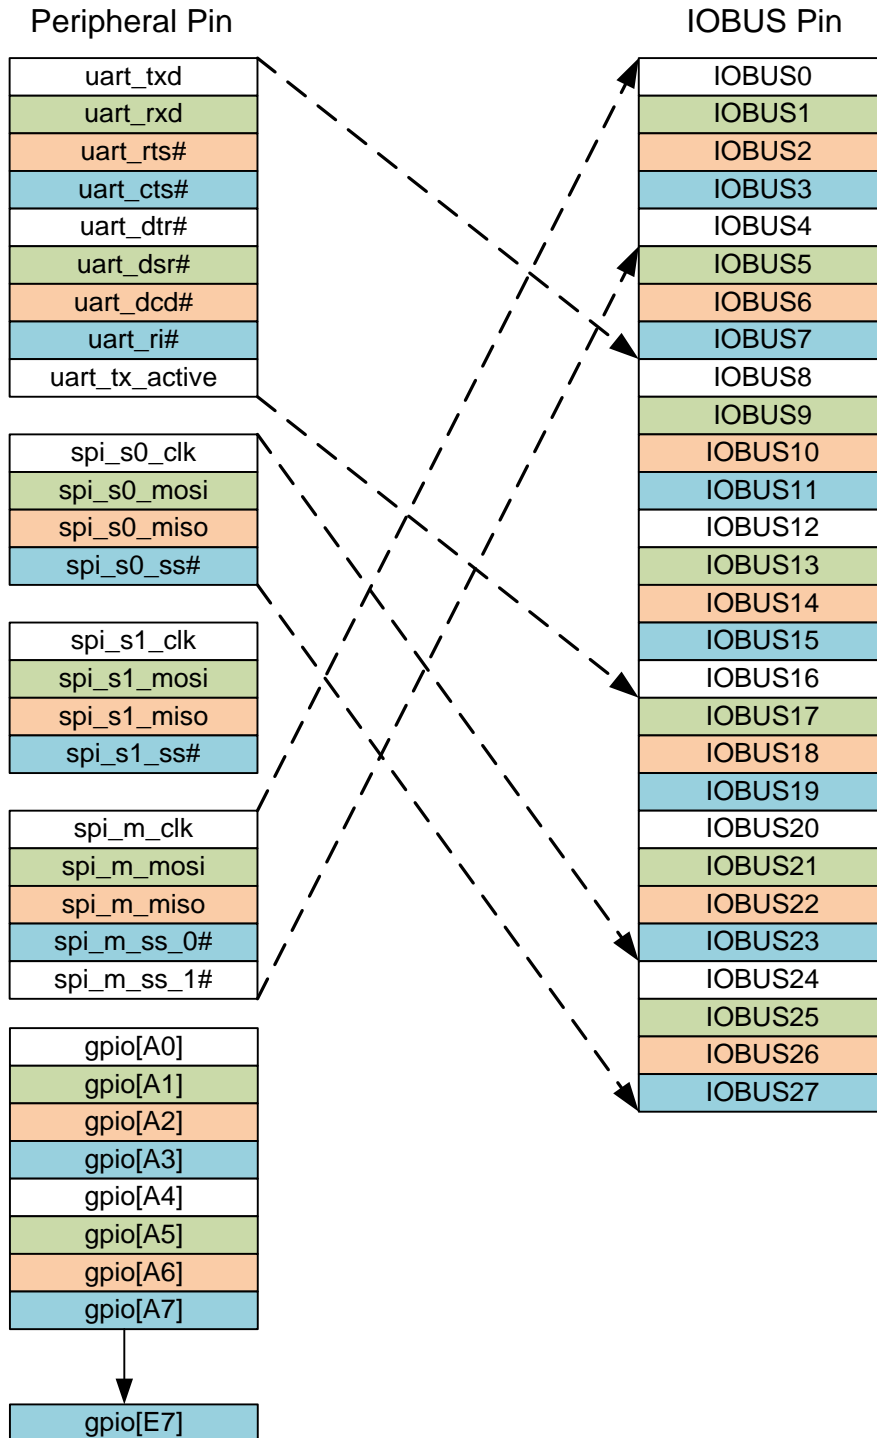 Peripheral Pin
uart_txd
uart_rxd
uart_rts#
uart_cts#
uart_dtr#
uart_dsr#
uart_dcd#
uart_ri#
uart_tx_active
spi_s0_clk
spi_s0_mosi
spi_s0_miso
spi_s0_ss#
spi_s1_clk
spi_s1_mosi
spi_s1_miso
spi_s1_ss#
spi_m_clk
spi_m_mosi
spi_m_miso
spi_m_ss_0#
spi_m_ss_1#
gpio[A0]
gpio[A1]
gpio[A2]
gpio[A3]
gpio[A4]
gpio[A5]
gpio[A6]
gpio[A7]
gpio[E7]
IOBUS Pin
IOBUS0
IOBUS1
IOBUS2
IOBUS3
IOBUS4
IOBUS5
IOBUS6
IOBUS7
IOBUS8
IOBUS9
IOBUS10
IOBUS11
IOBUS12
IOBUS13
IOBUS14
IOBUS15
IOBUS16
IOBUS17
IOBUS18
IOBUS19
IOBUS20
IOBUS21
IOBUS22
IOBUS23
IOBUS24
IOBUS25
IOBUS26
IOBUS27